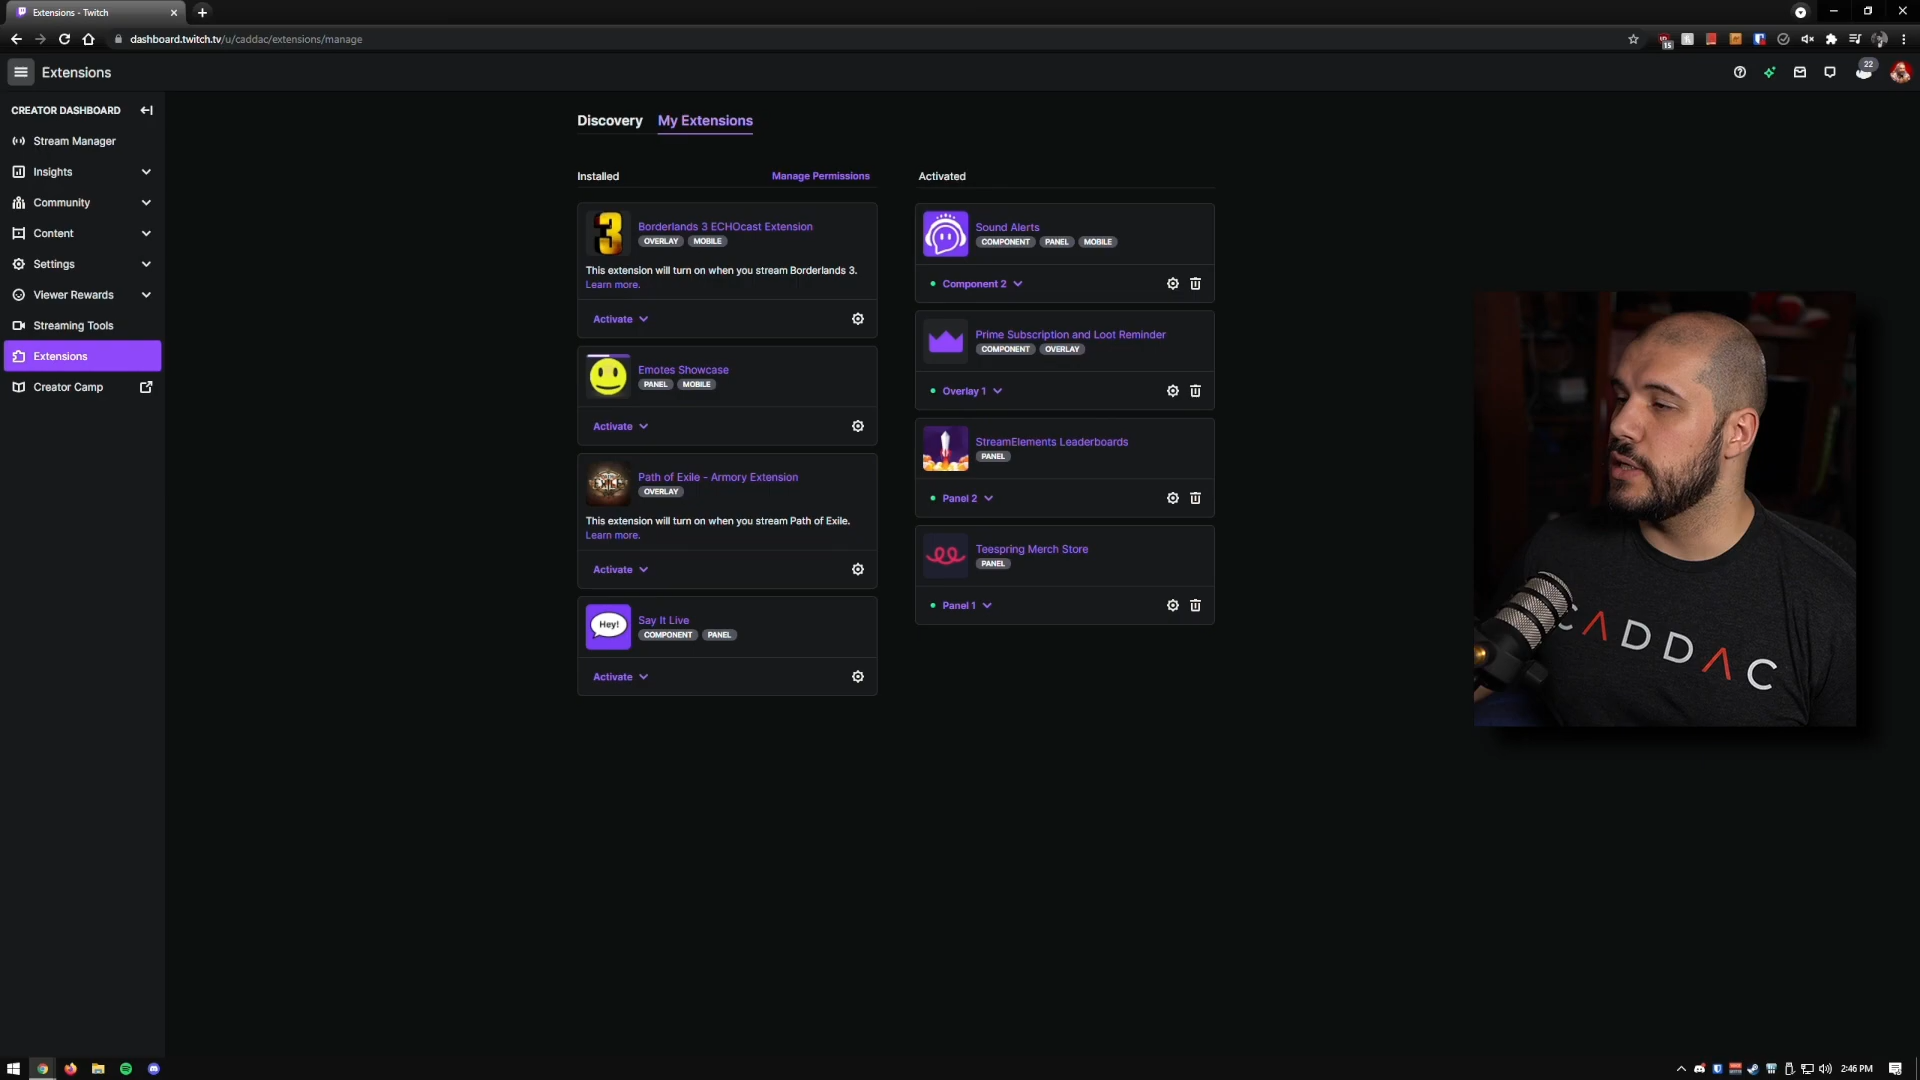 Extensions - Twitch
dashboard.twitch.tv/u/caddac/extensions/manage
15
Extensions
22
CREATOR DASHBOARD
Stream Manager
Insights
Community
Content
Settings
Viewer Rewards
Streaming Tools
Extensions
Creator Camp
Discovery
My Extensions
Installed
Manage Permissions
3
Borderlands 3 ECHOcast Extension
OVERLAY MOBILE
This extension will turn on when you stream Borderlands 3.
Learn more.
Activate
Emotes Showcase
PANEL MOBILE
Activate
Path of Exile - Armory Extension
OVERLAY
This extension will turn on when you stream Path of Exile.
Learn more.
Activate
Hey!
Say It Live
COMPONENT PANEL
Activate
Activated
Sound Alerts
COMPONENT PANEL MOBILE
Component 2
Prime Subscription and Loot Reminder
COMPONENT OVERLAY
Overlay 1
StreamElements Leaderboards
PANEL
Panel 2
Teespring Merch Store
PANEL
Panel 1
CADDAC
2:46 PM